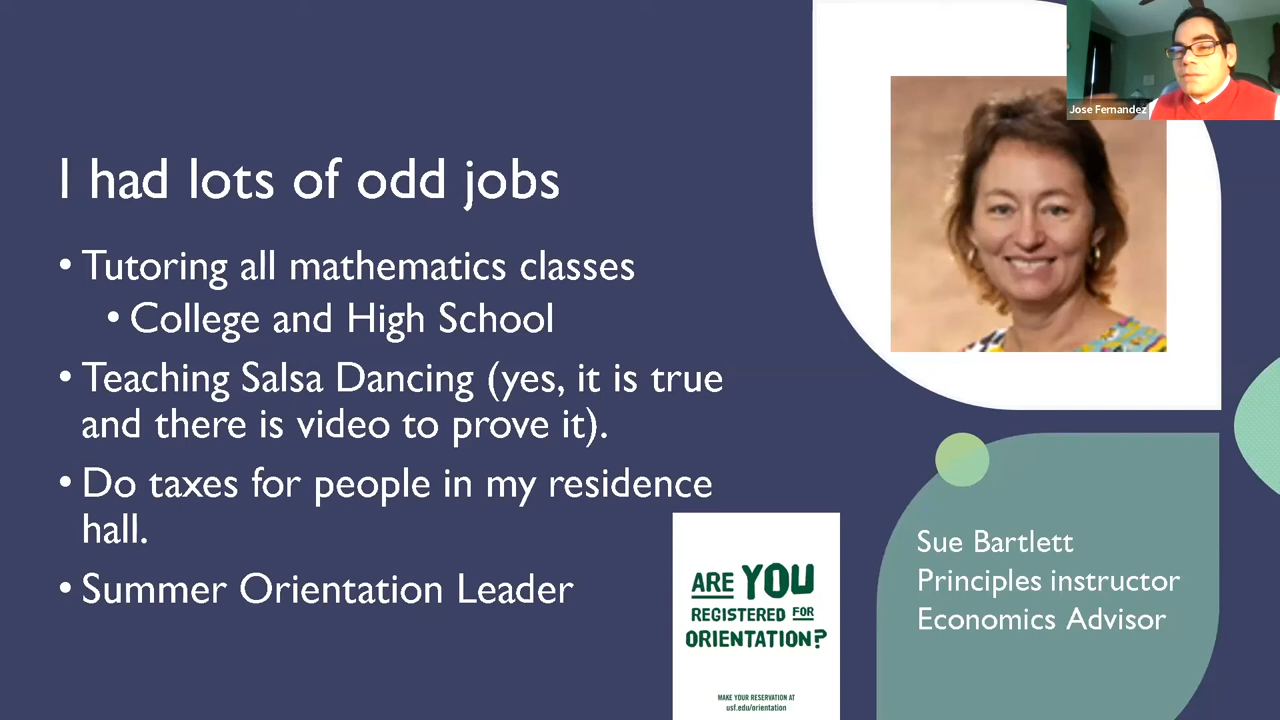 Jose Fernandez
I had lots of odd jobs
• Tutoring all mathematics classes
• College and High School
• Teaching Salsa Dancing (yes, it is true
and there is video to prove it).
• Do taxes for people in my residence
hall.
• Summer Orientation Leader
ARE YOU
REGISTERED FOR
ORIENTATION?
MAKE YOUR RESERVATION AT
usf.edu/orientation
Sue Bartlett
Principles instructor
Economics Advisor